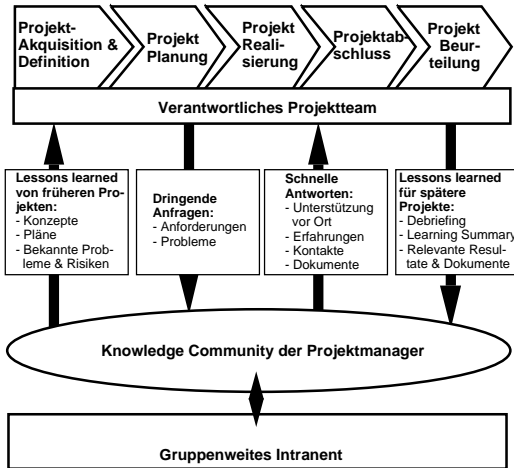 Projekt-
Akquisition &
Definition
Projekt
Planung
Projekt
Reali-
sierung
Projektab-
schluss
Projekt
Beur-
teilung
Verantwortliches Projektteam
Lessons learned
von früheren Pro-
jekten:
- Konzepte
- Pläne
- Bekannte Prob-
leme & Risiken
Dringende
Anfragen:
- Anforderungen
- Probleme
Schnelle
Antworten:
- Unterstützung
vor Ort
- Erfahrungen
- Kontakte
- Dokumente
Lessons learned
für spätere
Projekte:
- Debriefing
- Learning Summary
- Relevante Resul-
tate & Dokumente
Knowledge Community der Projektmanager
Gruppenweites Intranent